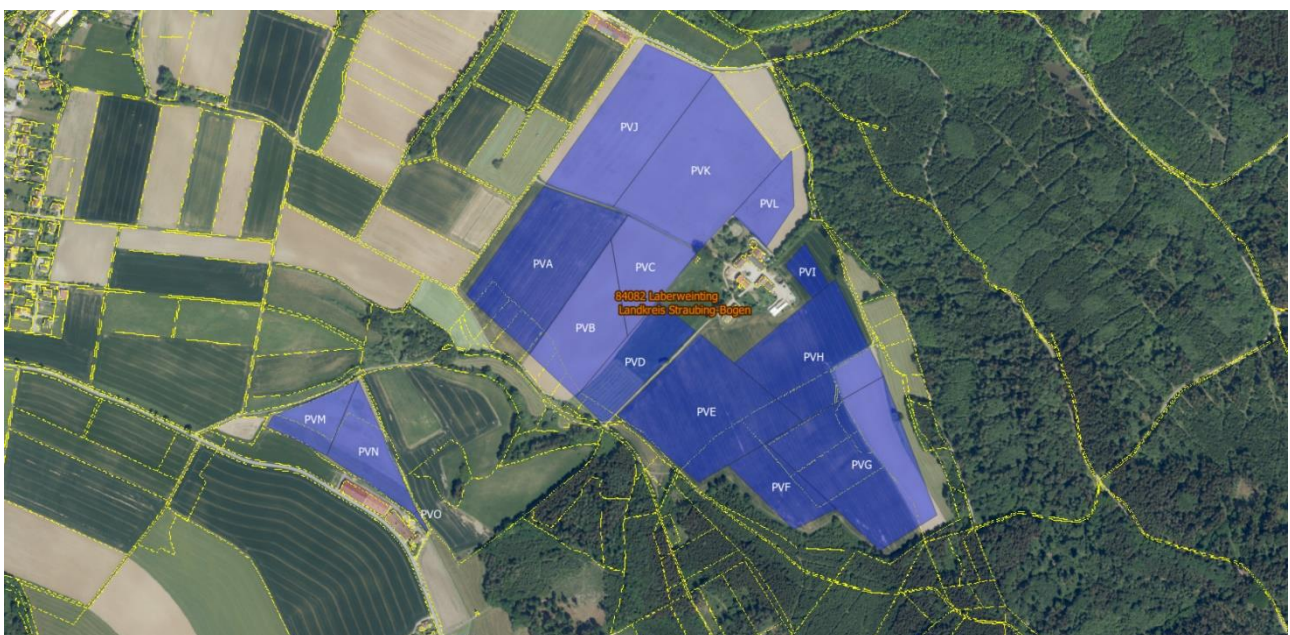 PVJ
PVK
PVL
PVA
PVC
PVI
84082 Laberweinting
Landkreis Straubing-Bogen
PVB
PVD
PVH
PVE
PVM
PVN
PVG
PVF
PVO